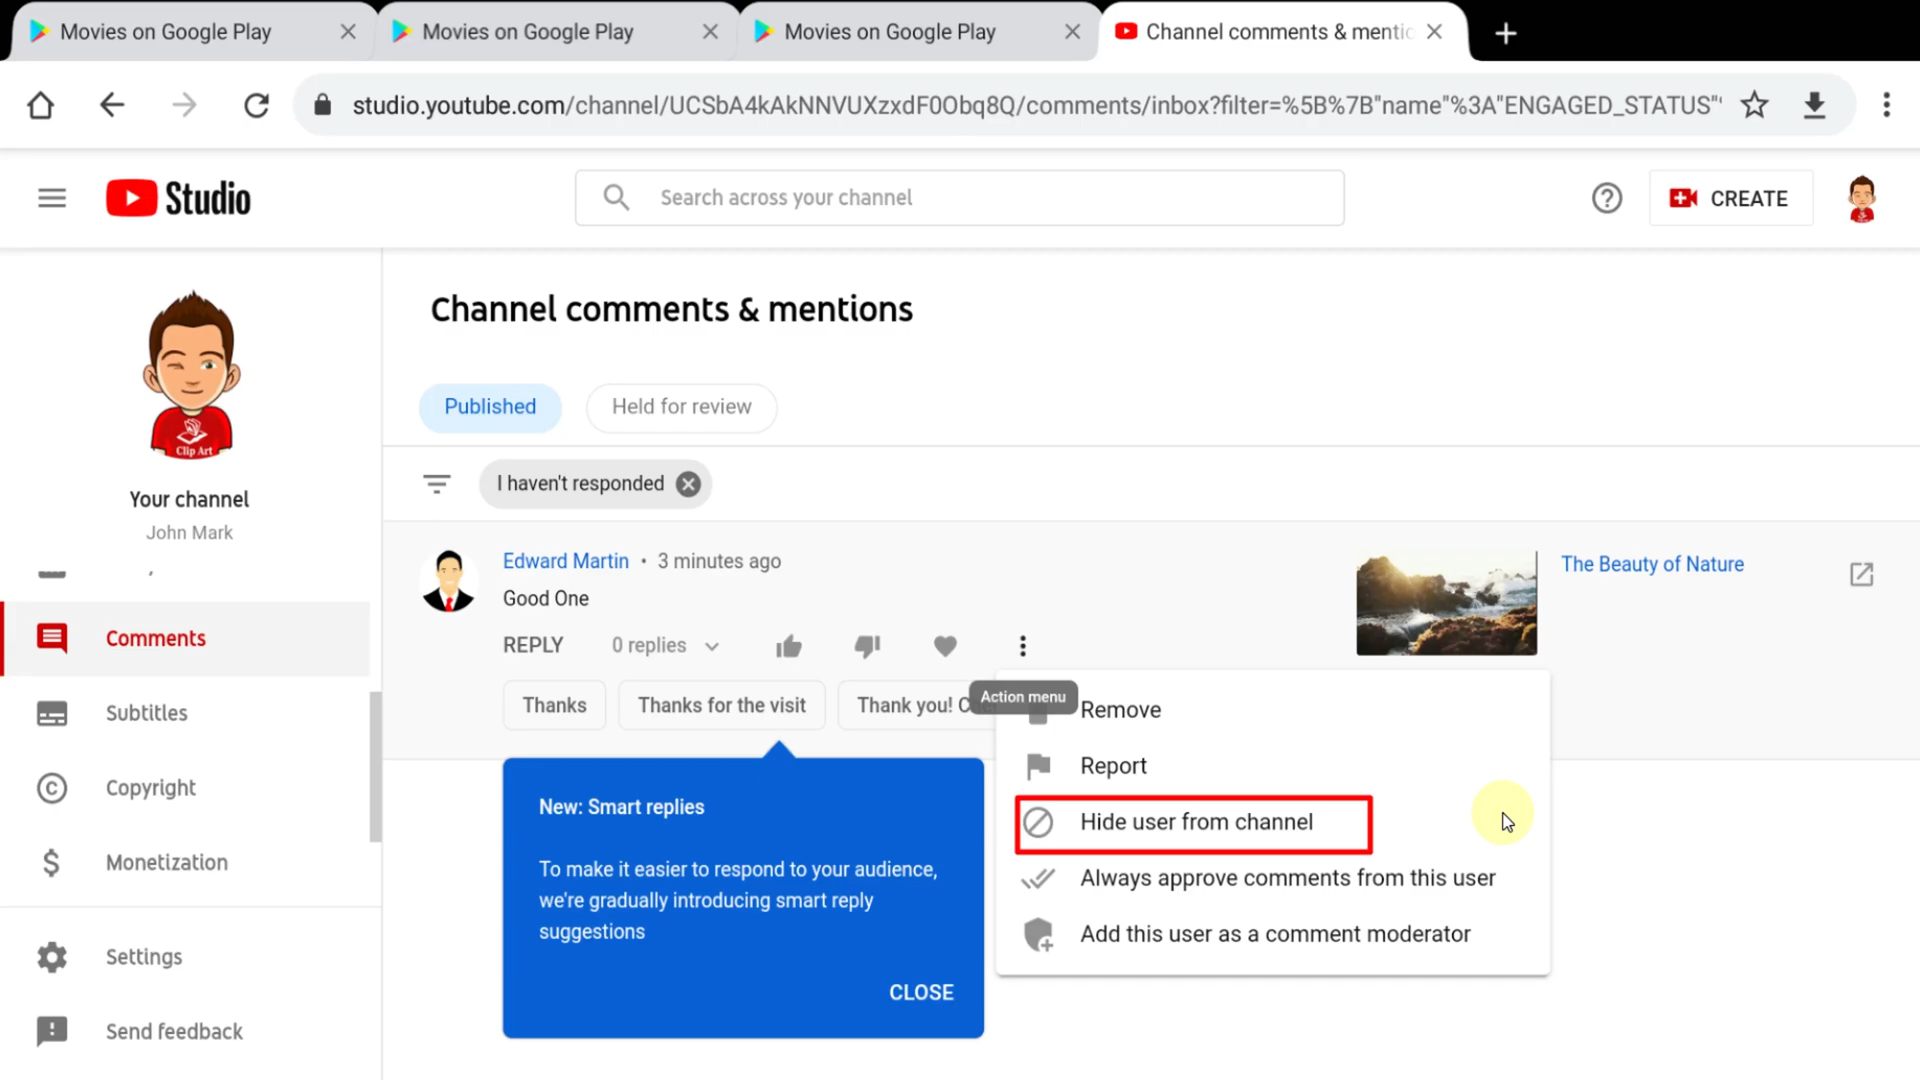 Movies on Google Play
Movies on Google Play
Movies on Google Play
Channel comments & mentic
studio.youtube.com/channel/UCSbA4kAkNNVUXzxdF0Obq8Q/comments/inbox?filter=%5B%7B"name"%3A"ENGAGED_STATUS"'
Studio
Search across your channel
CREATE
Clip Art
Your channel
John Mark
Comments
Subtitles
Copyright
Monetization
Settings
Send feedback
Channel comments & mentions
Published
Held for review
I haven't responded
Edward Martin • 3 minutes ago
Good One
REPLY
0 replies
The Beauty of Nature
Thanks
Thanks for the visit
Thank you!
Action menu
Remove
Report
Hide user from channel
Always approve comments from this user
Add this user as a comment moderator
New: Smart replies
To make it easier to respond to your audience,
we're gradually introducing smart reply
suggestions
CLOSE